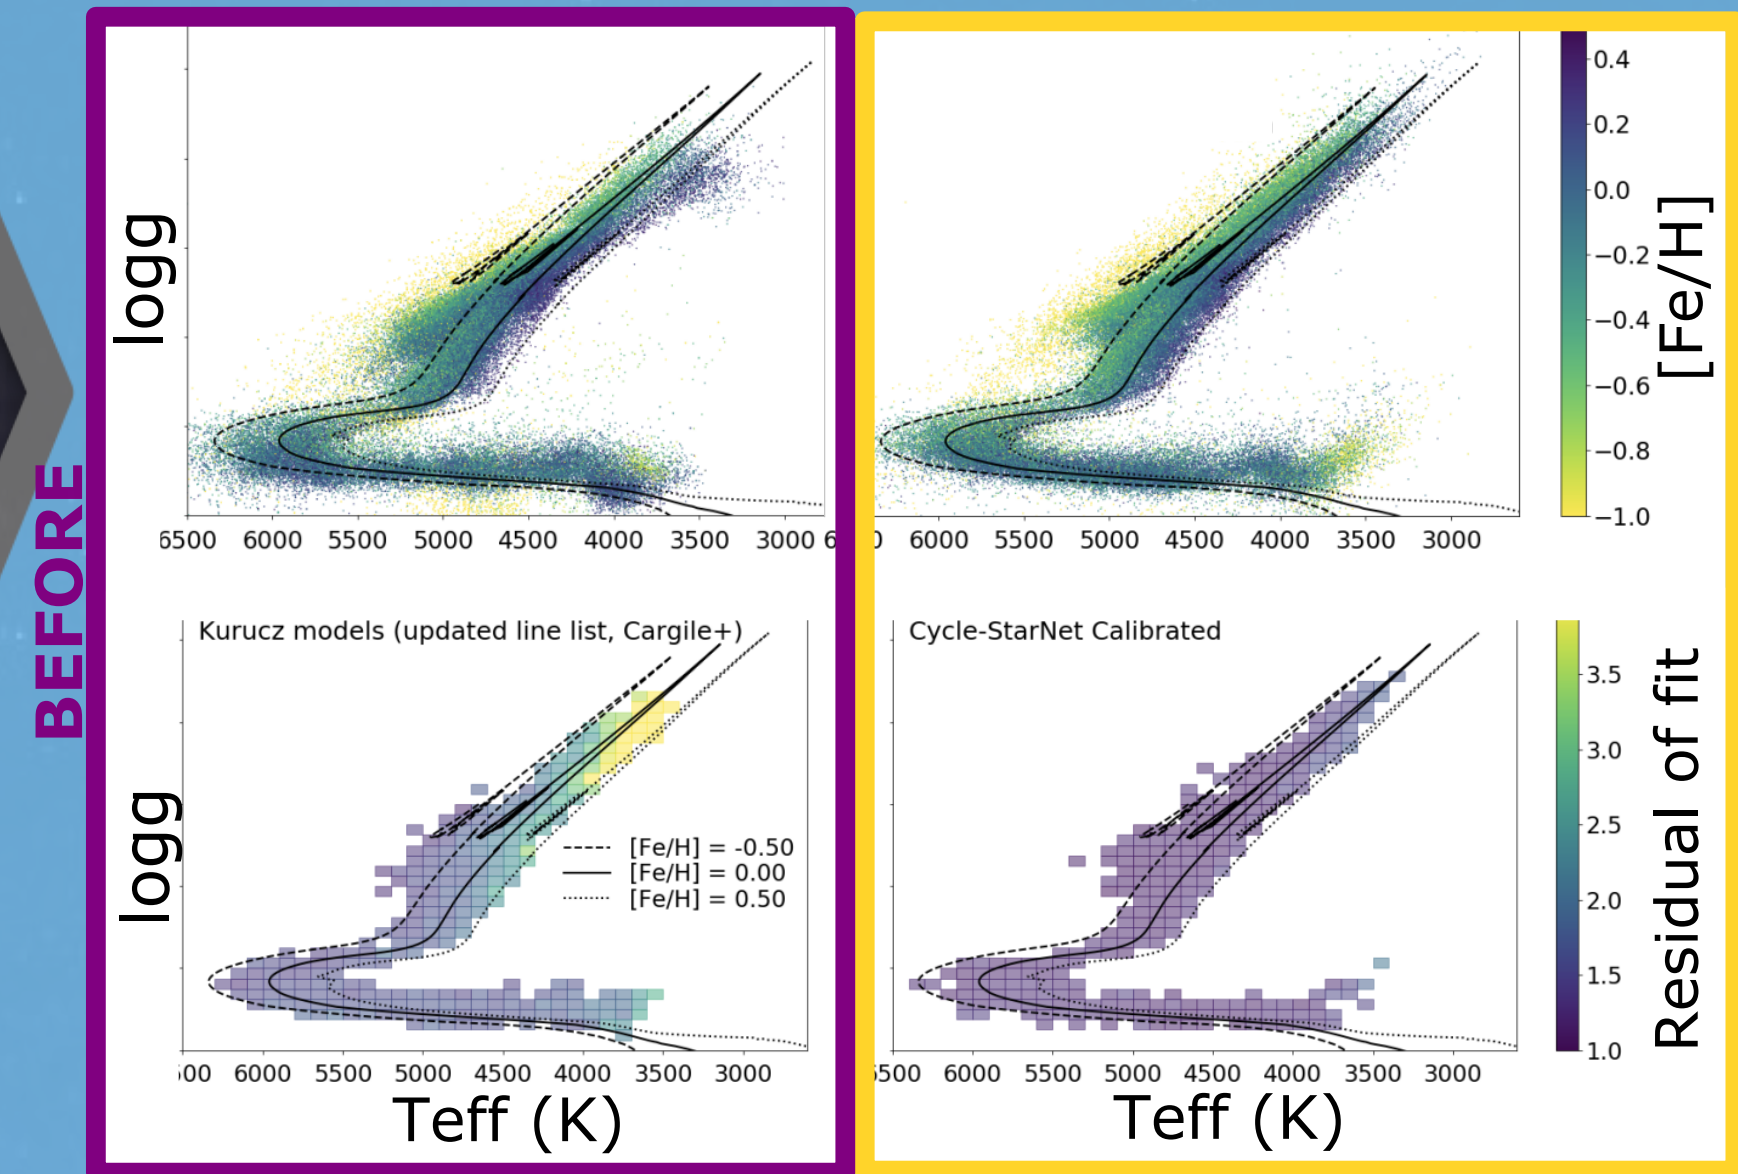 BEFORE
logg
6500 6000 5500 5000 4500 4000 3500 3000 6
0 6000 5500 5000 4500 4000 3500 3000
0.4
0.2
0.0
−0.2
−0.4
−0.6
−0.8
−1.0
[Fe/H]
Kurucz models (updated line list, Cargile+)
logg
[Fe/H] = -0.50
[Fe/H] = 0.00
[Fe/H] = 0.50
500 6000 5500 5000 4500 4000 3500 3000
Teff (K)
Cycle-StarNet Calibrated
5500 6000 5500 5000 4500 4000 3500 3000
Teff (K)
3.5
3.0
2.5
2.0
1.5
1.0
Residual of fit